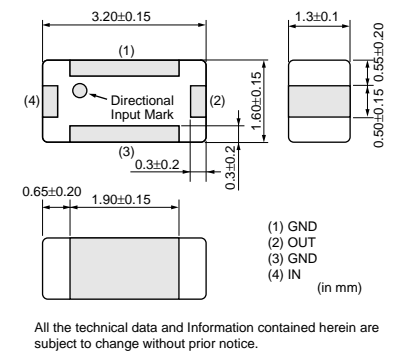 3.20±0.15
1.3±0.1
(1)
(4)
Directional
Input Mark
(2)
(3)
1.60±0.15
0.55±0.20
0.50±0.15
0.3±0.2
0.3±0.2
0.65±0.20
1.90±0.15
(1) GND
(2) OUT
(3) GND
(4) IN
(in mm)
All the technical data and Information contained herein are
subject to change without prior notice.